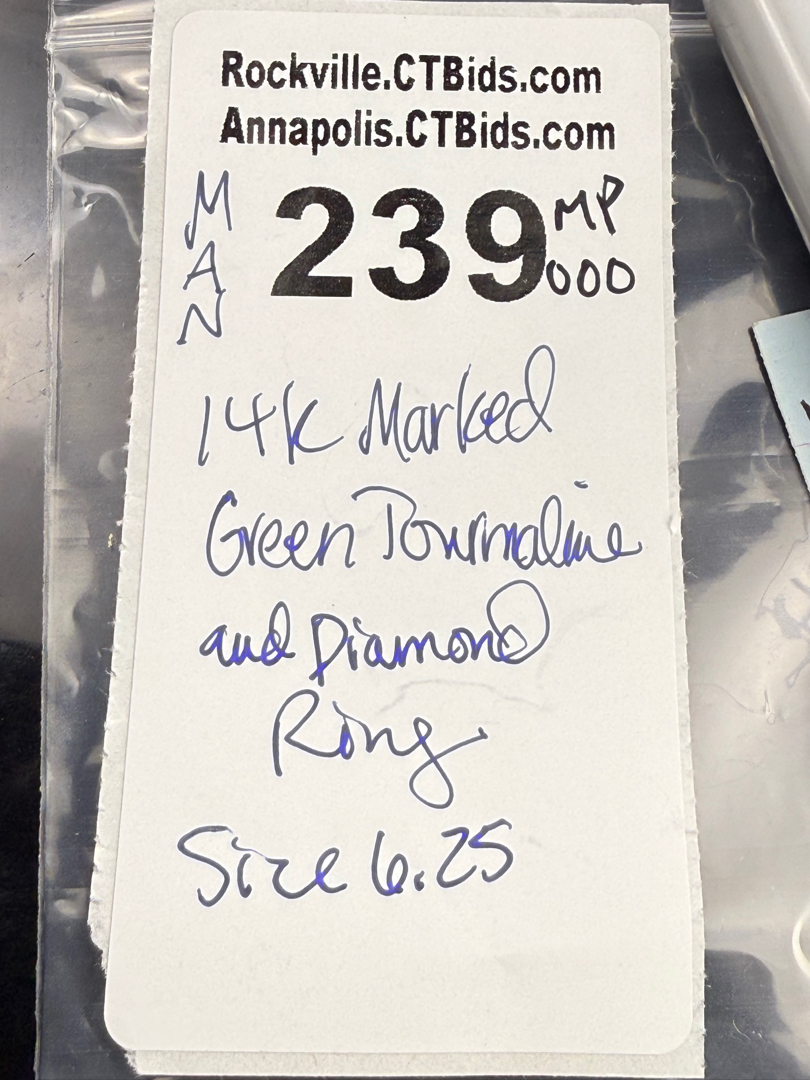 Rockville.CTBids.com
Annapolis.CTBids.com
MAN
239
MP
000
14k Marked
Green Tourmaline
and Diamond
Ring
Size 6.25